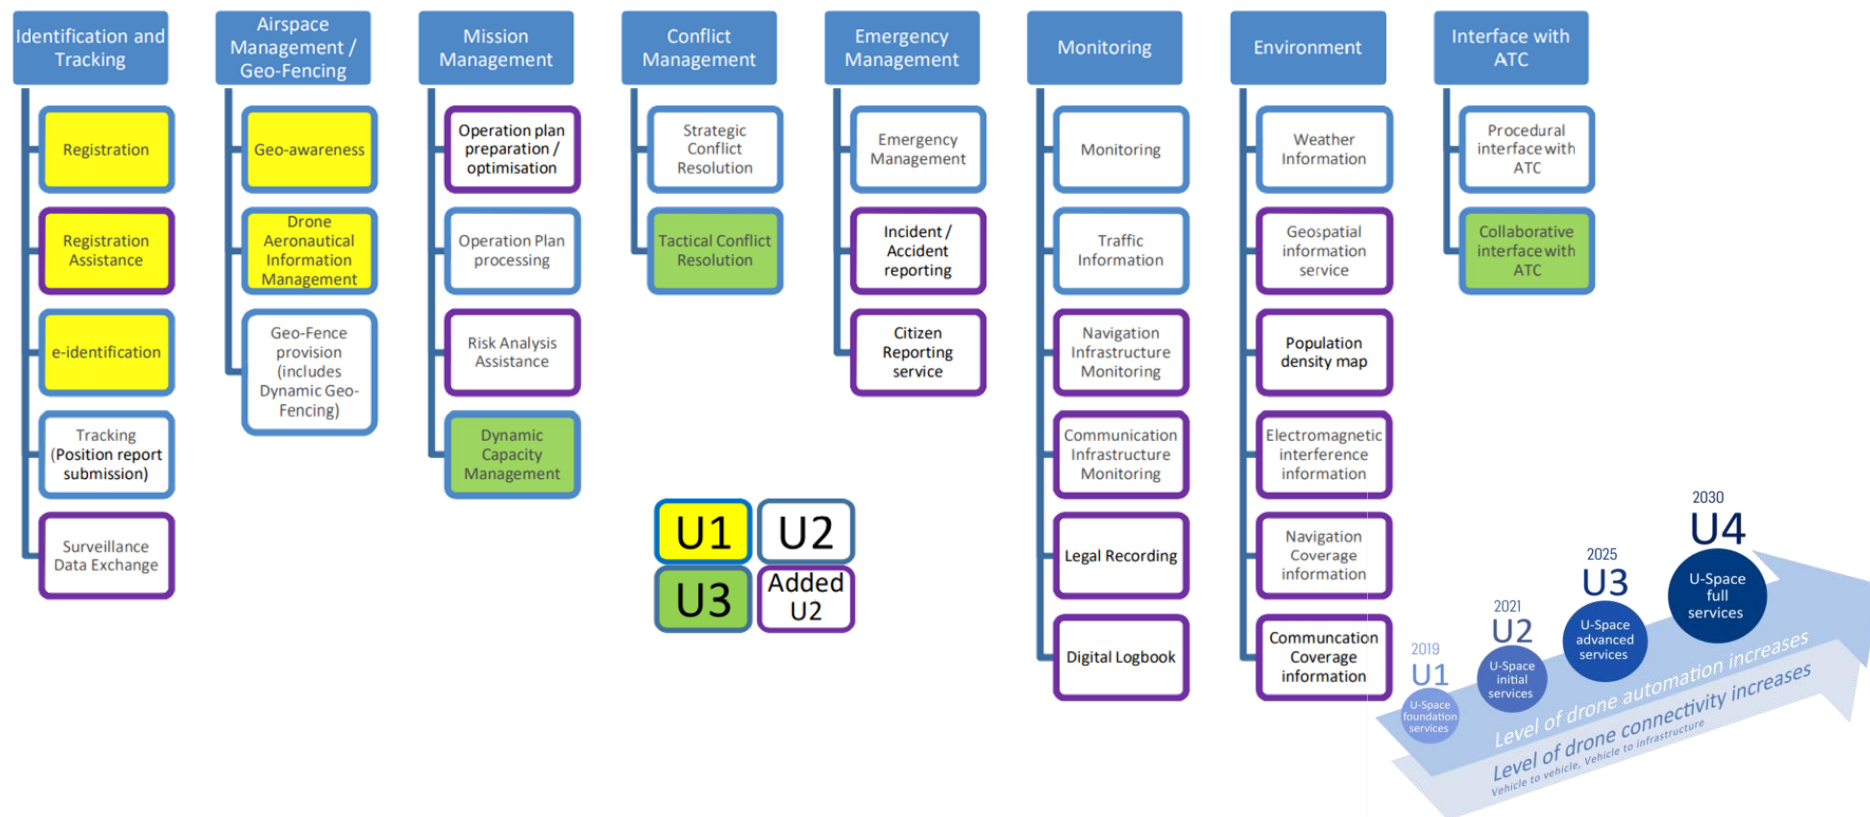 Identification and
Tracking
Registration
Registration
Assistance
e-identification
Tracking
(Position report
submission)
Surveillance
Data Exchange
Airspace
Management /
Geo-Fencing
Geo-awareness
Drone
Aeronautical
Information
Management
Geo-Fence
provision
(includes
Dynamic Geo-
Fencing)
Mission
Management
Operation plan
preparation /
optimisation
Operation Plan
processing
Risk Analysis
Assistance
Dynamic
Capacity
Management
Conflict
Management
Strategic
Conflict
Resolution
Tactical Conflict
Resolution
Emergency
Management
Emergency
Management
Incident /
Accident
reporting
Citizen
Reporting
service
Monitoring
Monitoring
Traffic
Information
Navigation
Infrastructure
Monitoring
Communication
Infrastructure
Monitoring
Legal Recording
Digital Logbook
Environment
Weather
Information
Geospatial
information
service
Population
density map
Electromagnetic
interference
information
Navigation
Coverage
information
Communcation
Coverage
information
Interface with
ATC
Procedural
interface with
ATC
Collaborative
interface with
ATC
U1
U2
U3
Added
U2
2019
U1
U-Space
foundation
services
2021
U2
U-Space
initial
services
2025
U3
U-Space
advanced
services
2030
U4
U-Space
full
services
Level of drone automation increases
Level of drone connectivity increases
Vehicle to vehicle, Vehicle to infrastructure